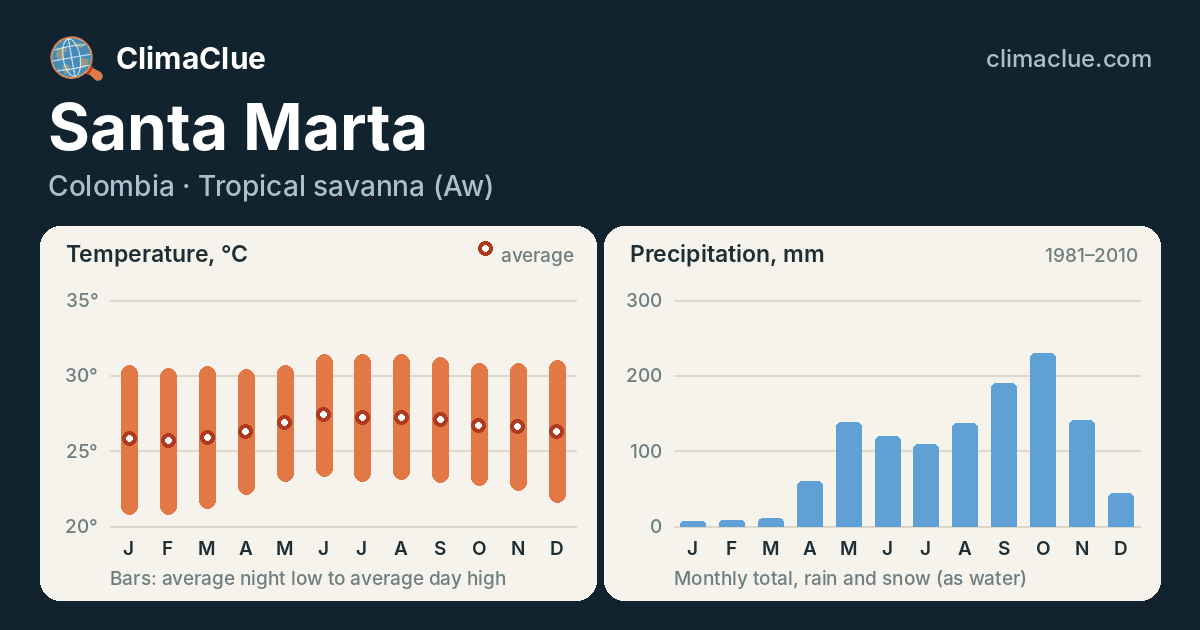 ClimaClue
climaclue.com
Santa Marta
Colombia · Tropical savanna (Aw)
Temperature, °C
average
35°
30°
25°
20°
J F M A M J J A S O N D
Bars: average night low to average day high
Precipitation, mm
1981–2010
300
200
100
0
J F M A M J J A S O N D
Monthly total, rain and snow (as water)